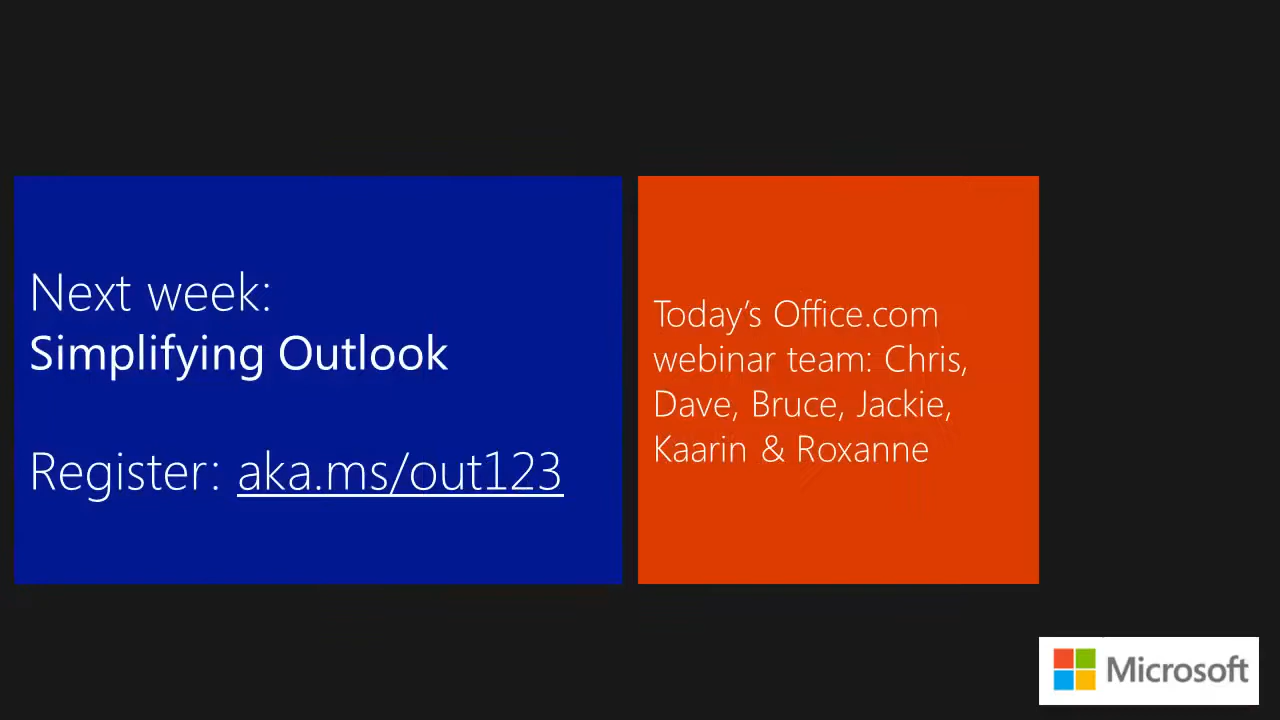 Next week:
Simplifying Outlook
Register: aka.ms/out123
Today's Office.com
webinar team: Chris,
Dave, Bruce, Jackie,
Kaarin & Roxanne
Microsoft